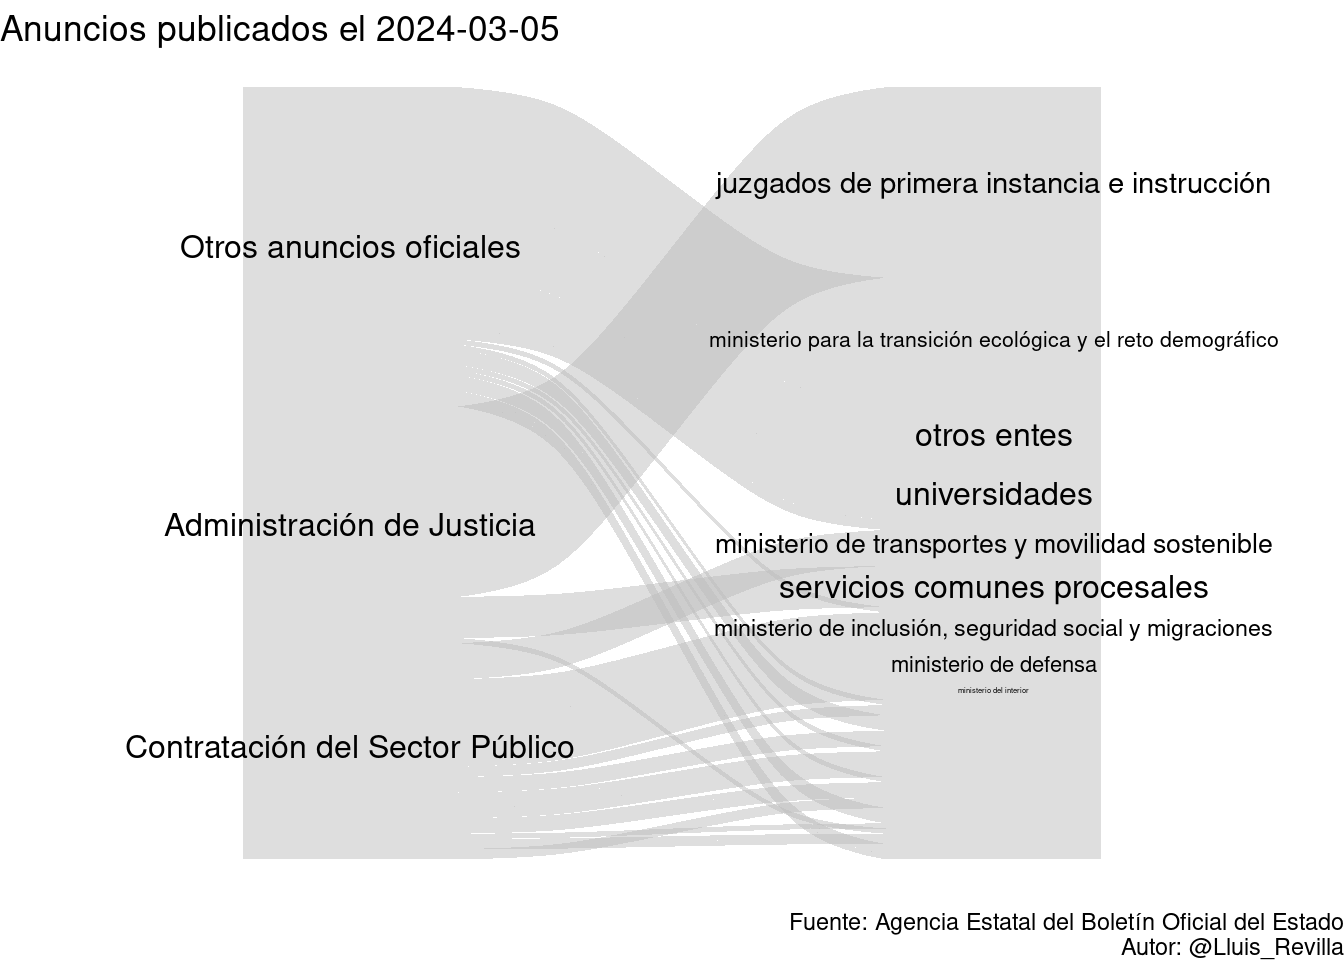 Anuncios publicados el 2024-03-05
Otros anuncios oficiales
Administración de Justicia
Contratación del Sector Público
juzgados de primera instancia e instrucción
ministerio para la transición ecológica y el reto demográfico
otros entes
universidades
ministerio de transportes y movilidad sostenible
servicios comunes procesales
ministerio de inclusión, seguridad social y migraciones
ministerio de defensa
ministerio del interior
Fuente: Agencia Estatal del Boletín Oficial del Estado
Autor: @Lluis_Revilla